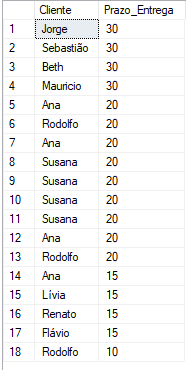 Cliente Prazo_Entrega
1 Jorge 30
2 Sebastião 30
3 Beth 30
4 Mauricio 30
5 Ana 20
6 Rodolfo 20
7 Ana 20
8 Susana 20
9 Susana 20
10 Susana 20
11 Susana 20
12 Ana 20
13 Rodolfo 20
14 Ana 15
15 Lívia 15
16 Renato 15
17 Flávio 15
18 Rodolfo 10